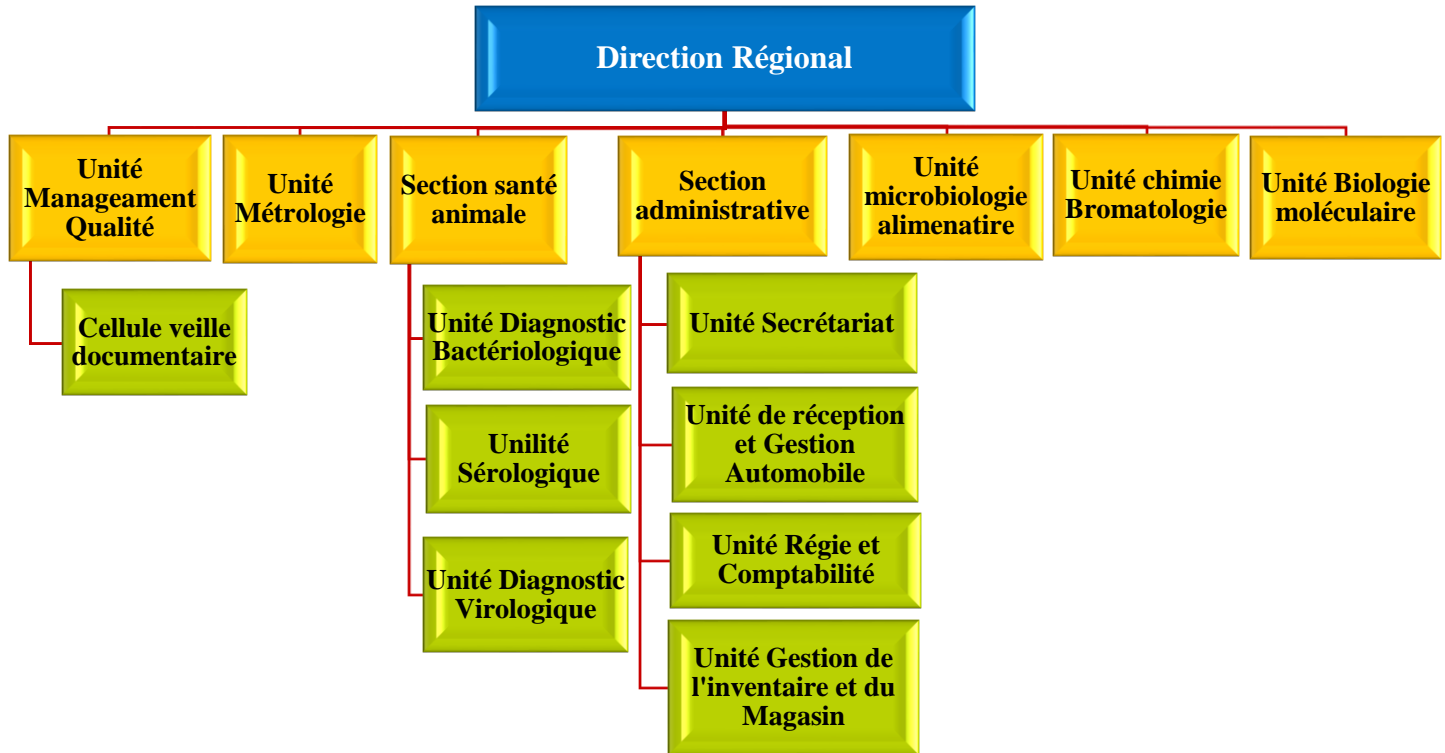 Direction Régional
Unité
Manageament
Qualité
Unité
Métrologie
Section santé
animale
Section
administrative
Unité
microbiologie
alimenatire
Unité chimie
Bromatologie
Unité Biologie
moléculaire
Cellule veille
documentaire
Unité Diagnostic
Bactériologique
Unilité
Sérologique
Unité Diagnostic
Virologique
Unité Secrétariat
Unité de réception
et Gestion
Automobile
Unité Régie et
Comptabilité
Unité Gestion de
l'inventaire et du
Magasin